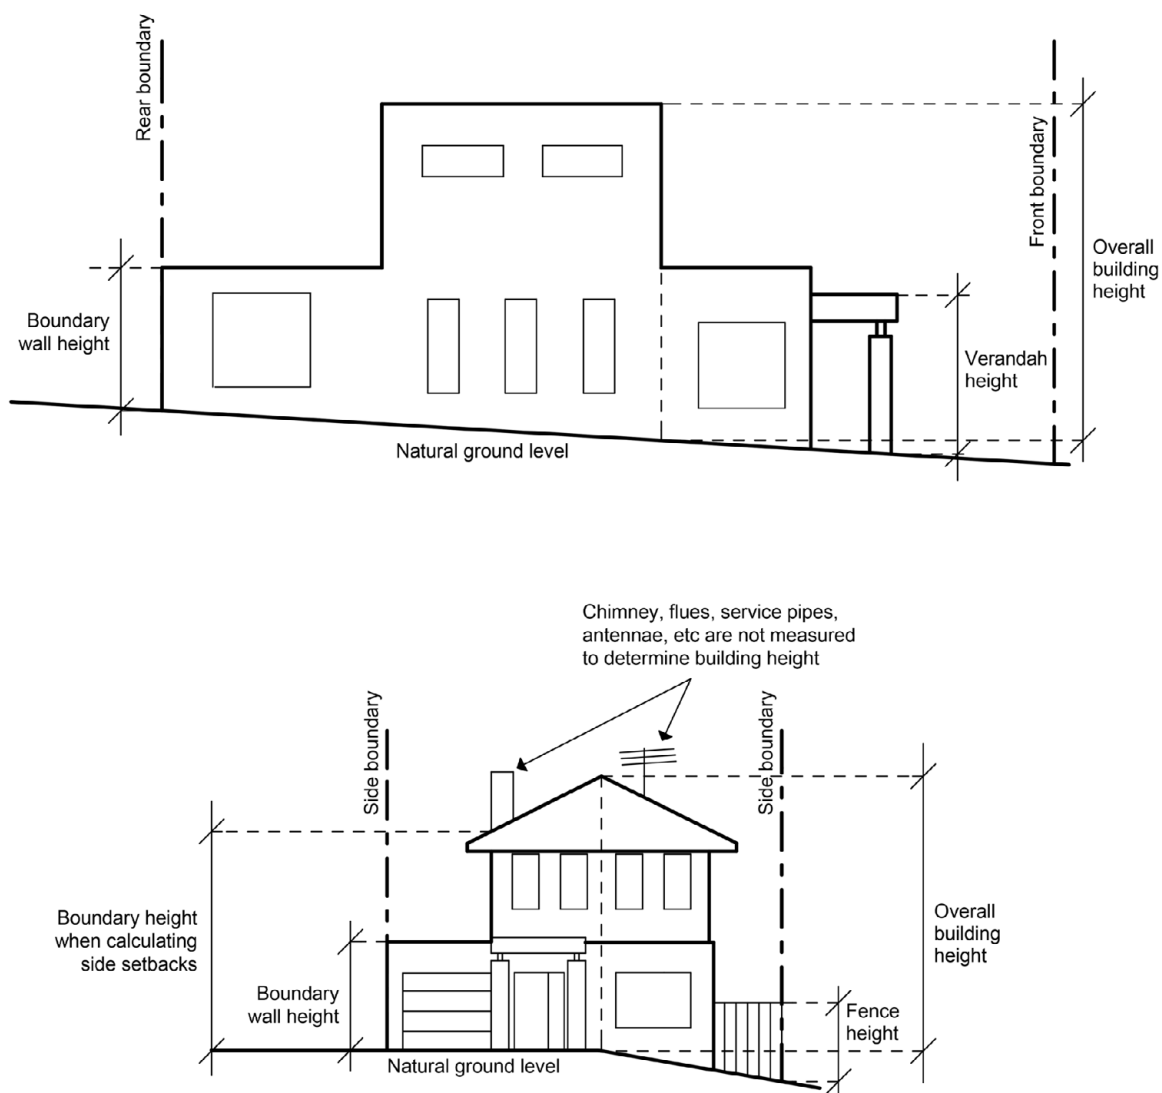 Rear boundary
Front boundary
Overall
building
height
Boundary
wall height
Verandah
height
Natural ground level
Chimney, flues, service pipes,
antennae, etc are not measured
to determine building height
Side boundary
Side boundary
Boundary height
when calculating
side setbacks
Overall
building
height
Boundary
wall height
Fence
height
Natural ground level